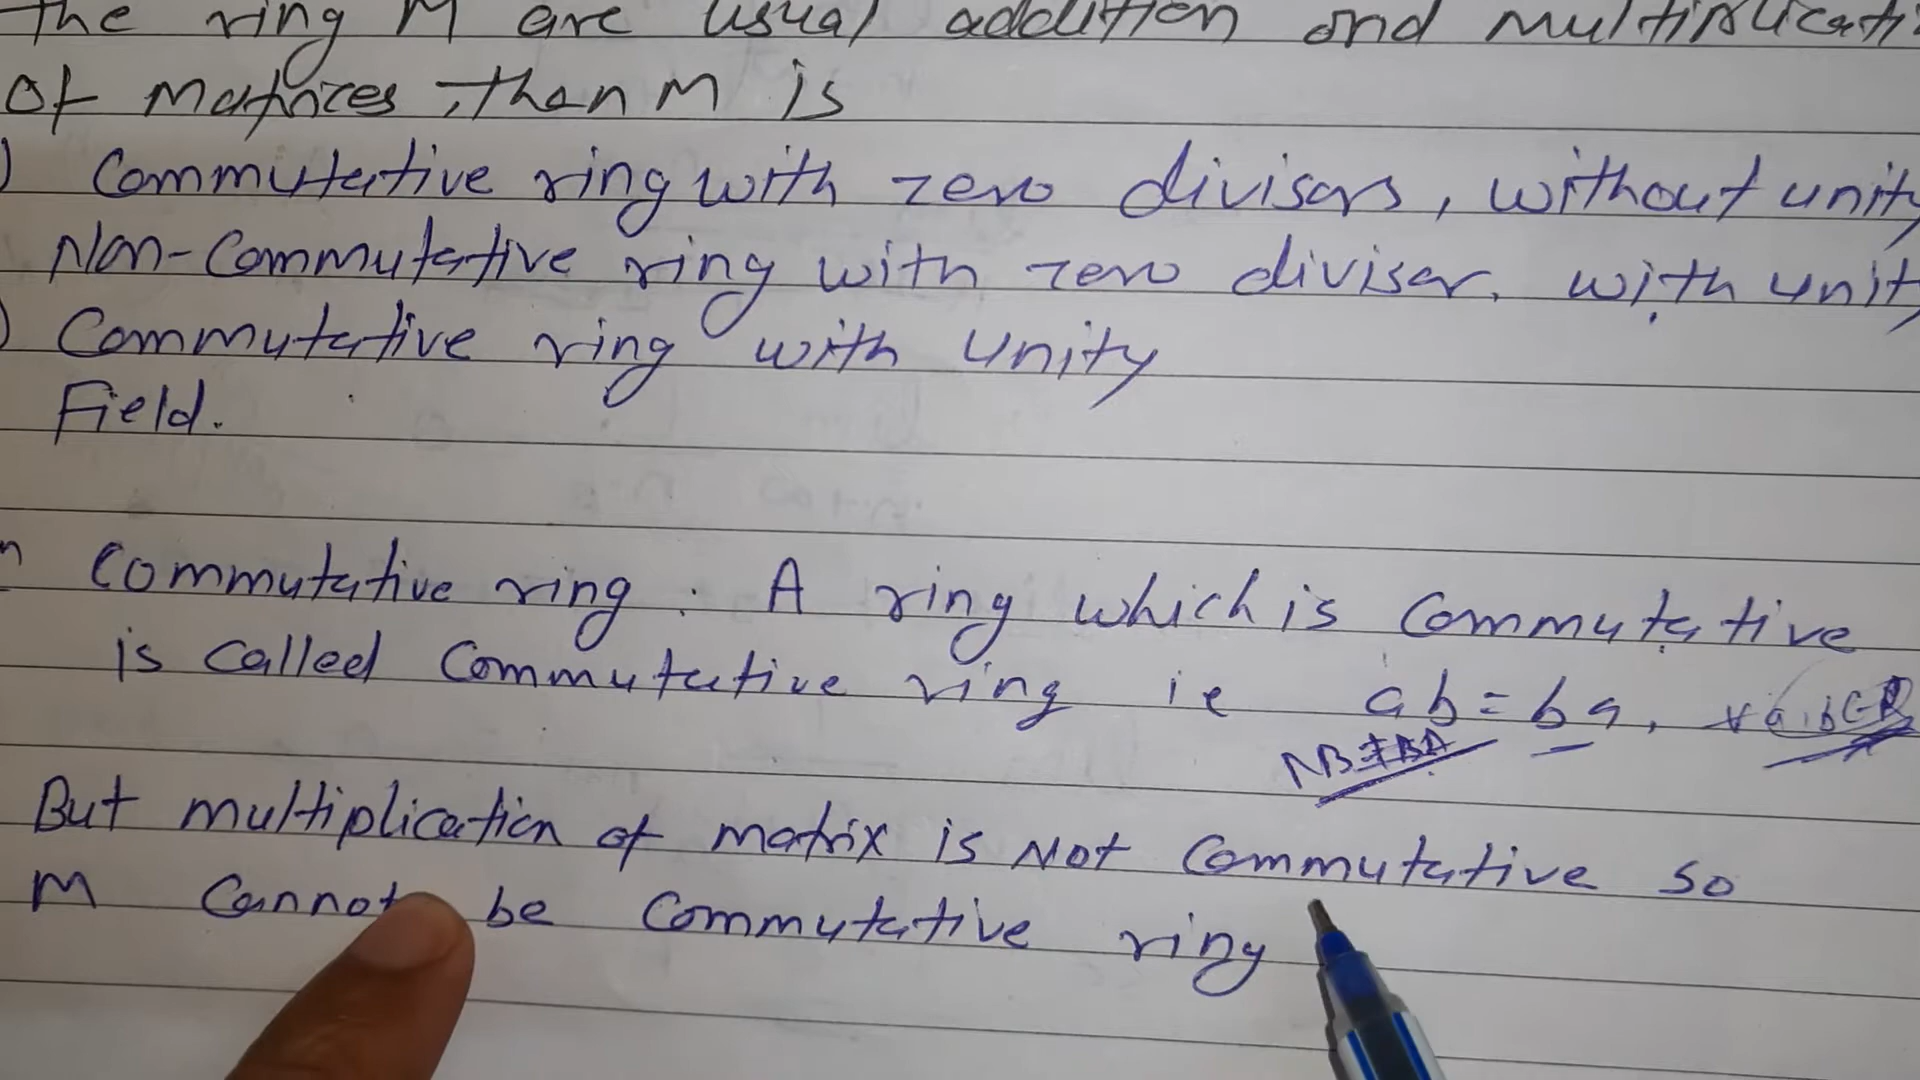 The ring M are usual addition and multiplicati
of matrices, then M is
) Commutative ring with zero divisors, without unity
Non-Commutative ring with zero divisor, with unit
) Commutative ring with unity
Field.
n Commutative ring : A ring which is Commutative
is called Commutative ring ie ab = ba, ∀ a,b∈R
AB≠BA
But multiplication of matrix is Not Commutative so
M Cannot be Commutative ring